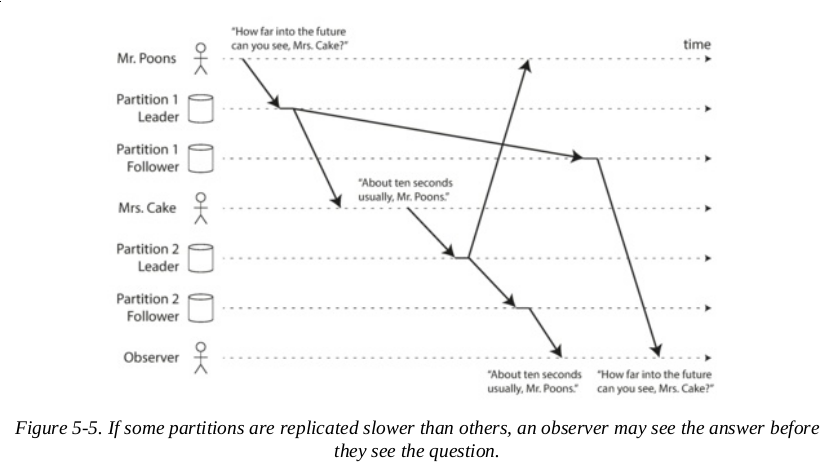 "How far into the future
can you see, Mrs. Cake?"
time
Mr. Poons
Partition 1
Leader
Partition 1
Follower
"About ten seconds
usually, Mr. Poons."
Mrs. Cake
Partition 2
Leader
Partition 2
Follower
Observer
"About ten seconds
usually, Mr. Poons."
"How far into the future
can you see, Mrs. Cake?"
Figure 5-5. If some partitions are replicated slower than others, an observer may see the answer before
they see the question.